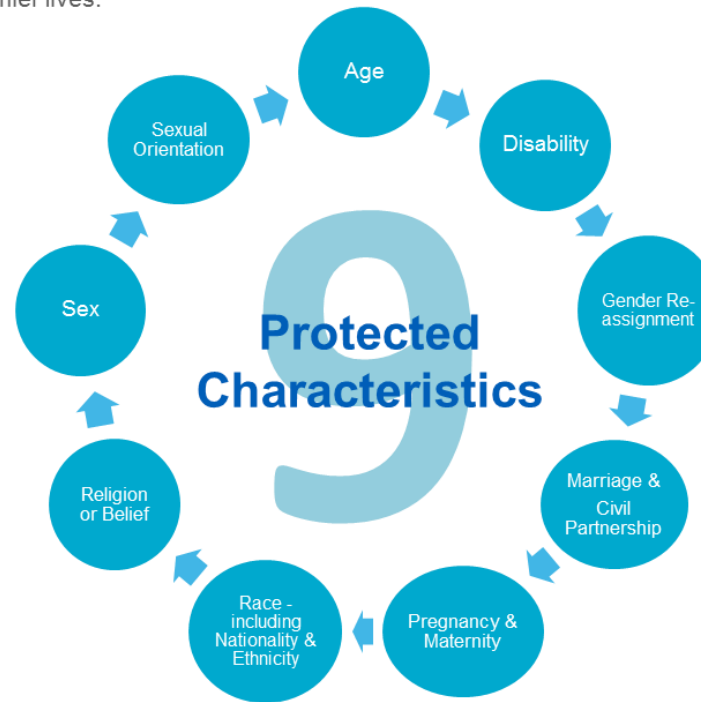 lives.
Age
Disability
Gender Re-
assignment
Marriage &
Civil
Partnership
Pregnancy &
Maternity
Race -
including
Nationality &
Ethnicity
Religion
or Belief
Sex
Sexual
Orientation
9
Protected
Characteristics